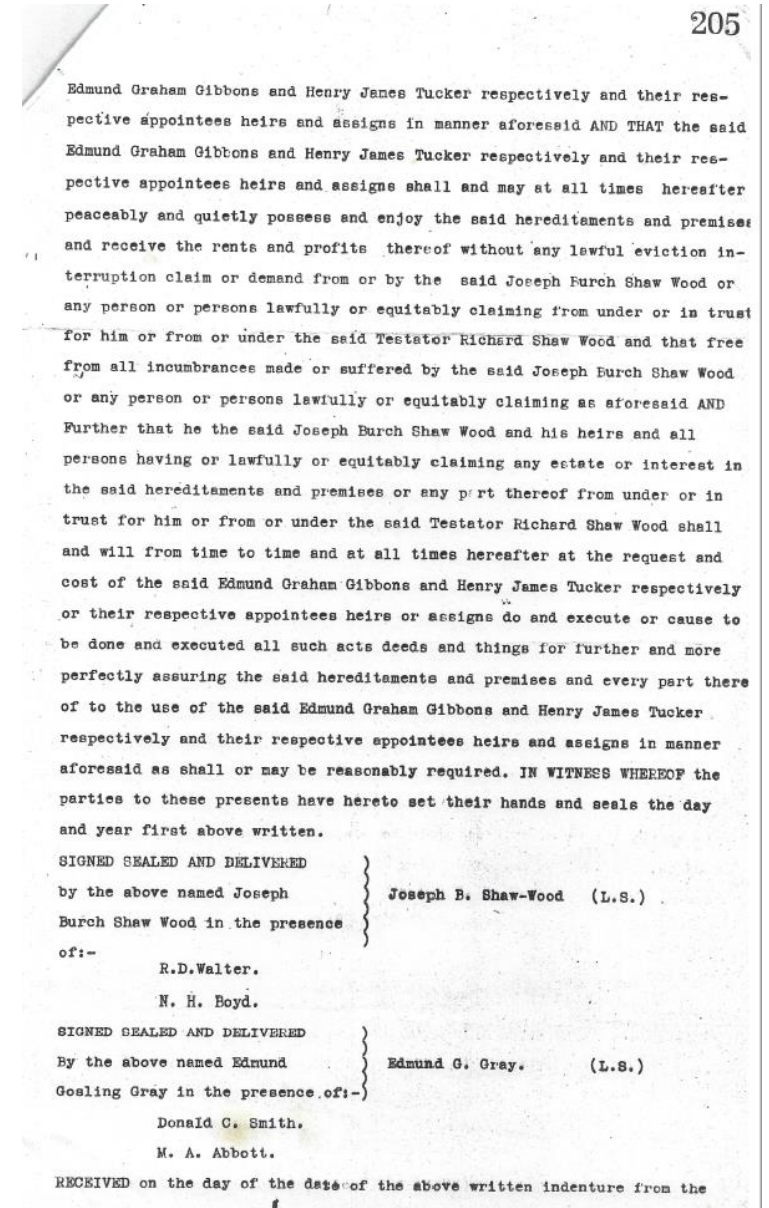 205
Edmund Graham Gibbons and Henry James Tucker respectively and their res-
pective appointees heirs and assigns in manner aforesaid AND THAT the said
Edmund Graham Gibbons and Henry James Tucker respectively and their res-
pective appointees heirs and assigns shall and may at all times hereafter
peaceably and quietly possess and enjoy the said hereditaments and premises
and receive the rents and profits thereof without any lawful eviction in-
terruption claim or demand from or by the said Joseph Burch Shaw Wood or
any person or persons lawfully or equitably claiming from under or in trust
for him or from or under the said Testator Richard Shaw Wood and that free
from all incumbrances made or suffered by the said Joseph Burch Shaw Wood
or any person or persons lawfully or equitably claiming as aforesaid AND
Further that he the said Joseph Burch Shaw Wood and his heirs and all
persons having or lawfully or equitably claiming any estate or interest in
the said hereditaments and premises or any part thereof from under or in
trust for him or from or under the said Testator Richard Shaw Wood shall
and will from time to time and at all times hereafter at the request and
cost of the said Edmund Graham Gibbons and Henry James Tucker respectively
or their respective appointees heirs or assigns do and execute or cause to
be done and executed all such acts deeds and things for further and more
perfectly assuring the said hereditaments and premises and every part there
of to the use of the said Edmund Graham Gibbons and Henry James Tucker
respectively and their respective appointees heirs and assigns in manner
aforesaid as shall or may be reasonably required. IN WITNESS WHEREOF the
parties to these presents have hereto set their hands and seals the day
and year first above written.
SIGNED SEALED AND DELIVERED
by the above named Joseph Joseph B. Shaw-Wood (L.S.)
Burch Shaw Wood in the presence
of:-
R.D.Walter.
N. H. Boyd.
SIGNED SEALED AND DELIVERED
By the above named Edmund Edmund G. Gray. (L.S.)
Gosling Gray in the presence of:-)
Donald C. Smith.
M. A. Abbott.
RECEIVED on the day of the date of the above written indenture from the